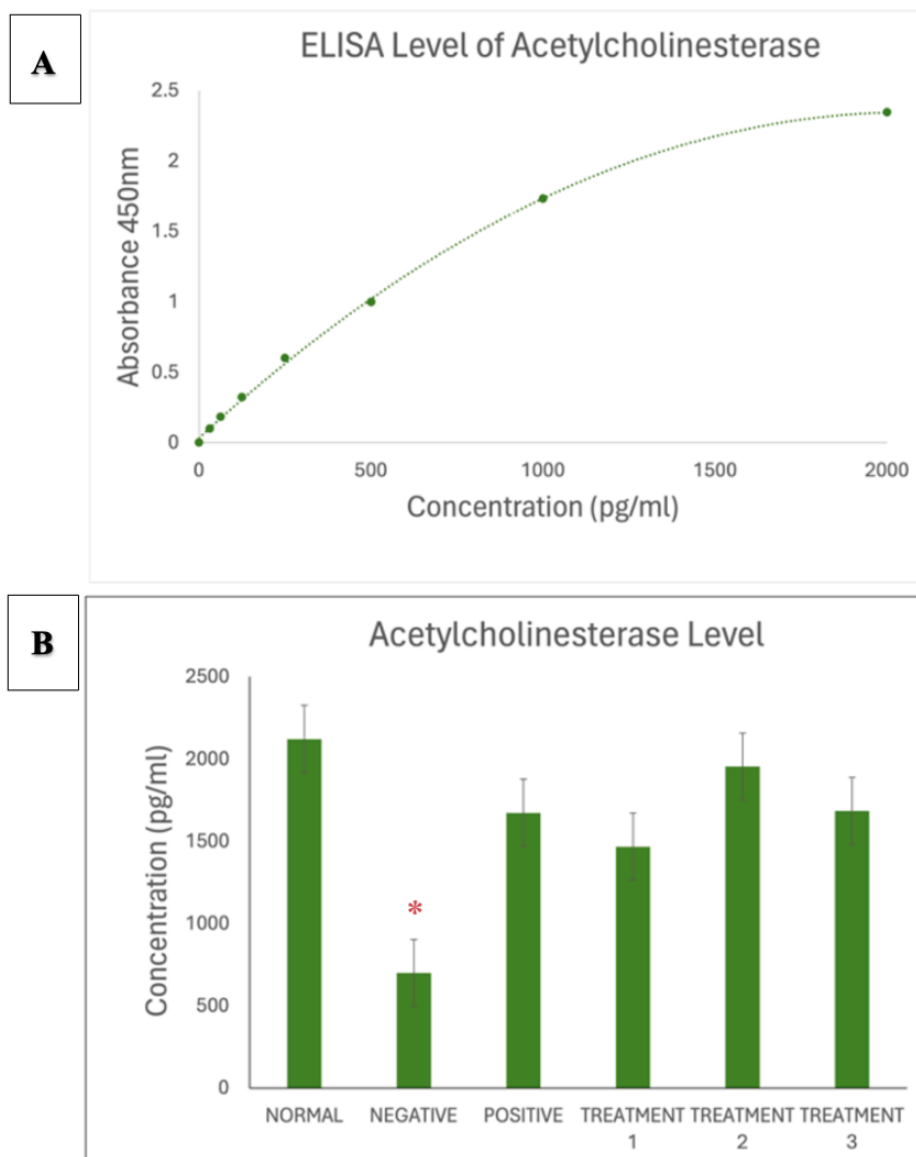 A
ELISA Level of Acetylcholinesterase
2.5
2
1.5
1
0.5
0
Absorbance 450nm
0 500 1000 1500 2000
Concentration (pg/ml)
B
Acetylcholinesterase Level
2500
2000
1500
1000
500
0
Concentration (pg/ml)
*
NORMAL NEGATIVE POSITIVE TREATMENT TREATMENT TREATMENT
1 2 3